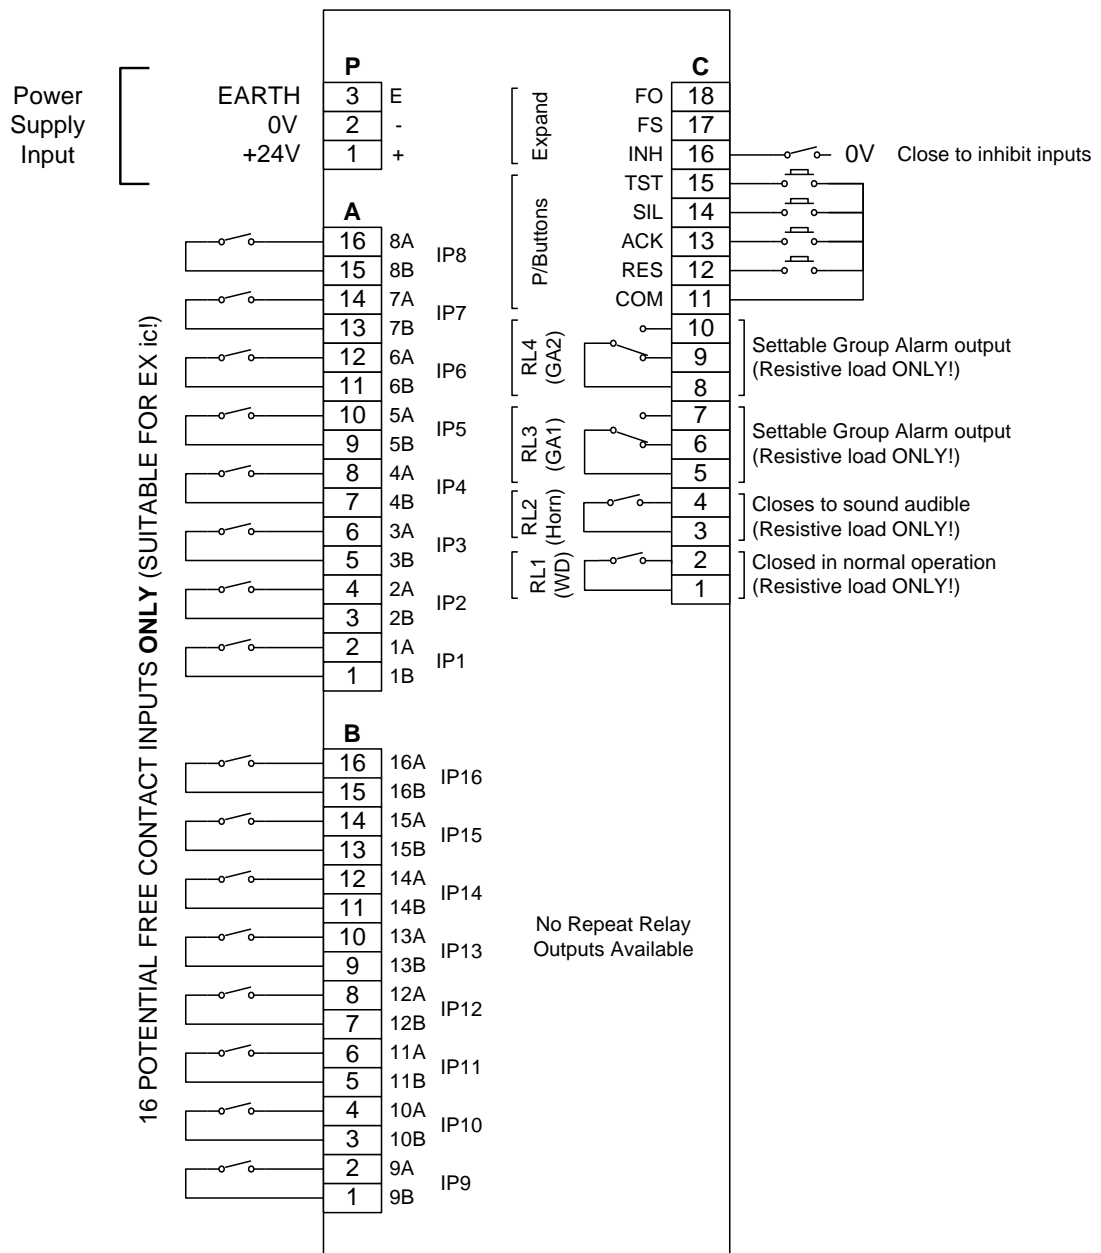 P
Power
Supply
Input
EARTH 3 E
0V 2 -
+24V 1 +
A
16 8A
15 8B
IP8
14 7A
13 7B
IP7
12 6A
11 6B
IP6
10 5A
9 5B
IP5
8 4A
7 4B
IP4
6 3A
5 3B
IP3
4 2A
3 2B
IP2
2 1A
1 1B
IP1
B
16 16A
15 16B
IP16
14 15A
13 15B
IP15
12 14A
11 14B
IP14
10 13A
9 13B
IP13
8 12A
7 12B
IP12
6 11A
5 11B
IP11
4 10A
3 10B
IP10
2 9A
1 9B
IP9
16 POTENTIAL FREE CONTACT INPUTS ONLY (SUITABLE FOR EX ic!)
C
Expand
FO 18
FS 17
INH 16 0V Close to inhibit inputs
P/Buttons
TST 15
SIL 14
ACK 13
RES 12
COM 11
RL4
(GA2)
10
9
8
Settable Group Alarm output
(Resistive load ONLY!)
RL3
(GA1)
7
6
5
Settable Group Alarm output
(Resistive load ONLY!)
RL2
(Horn)
4
3
Closes to sound audible
(Resistive load ONLY!)
RL1
(WD)
2
1
Closed in normal operation
(Resistive load ONLY!)
No Repeat Relay
Outputs Available